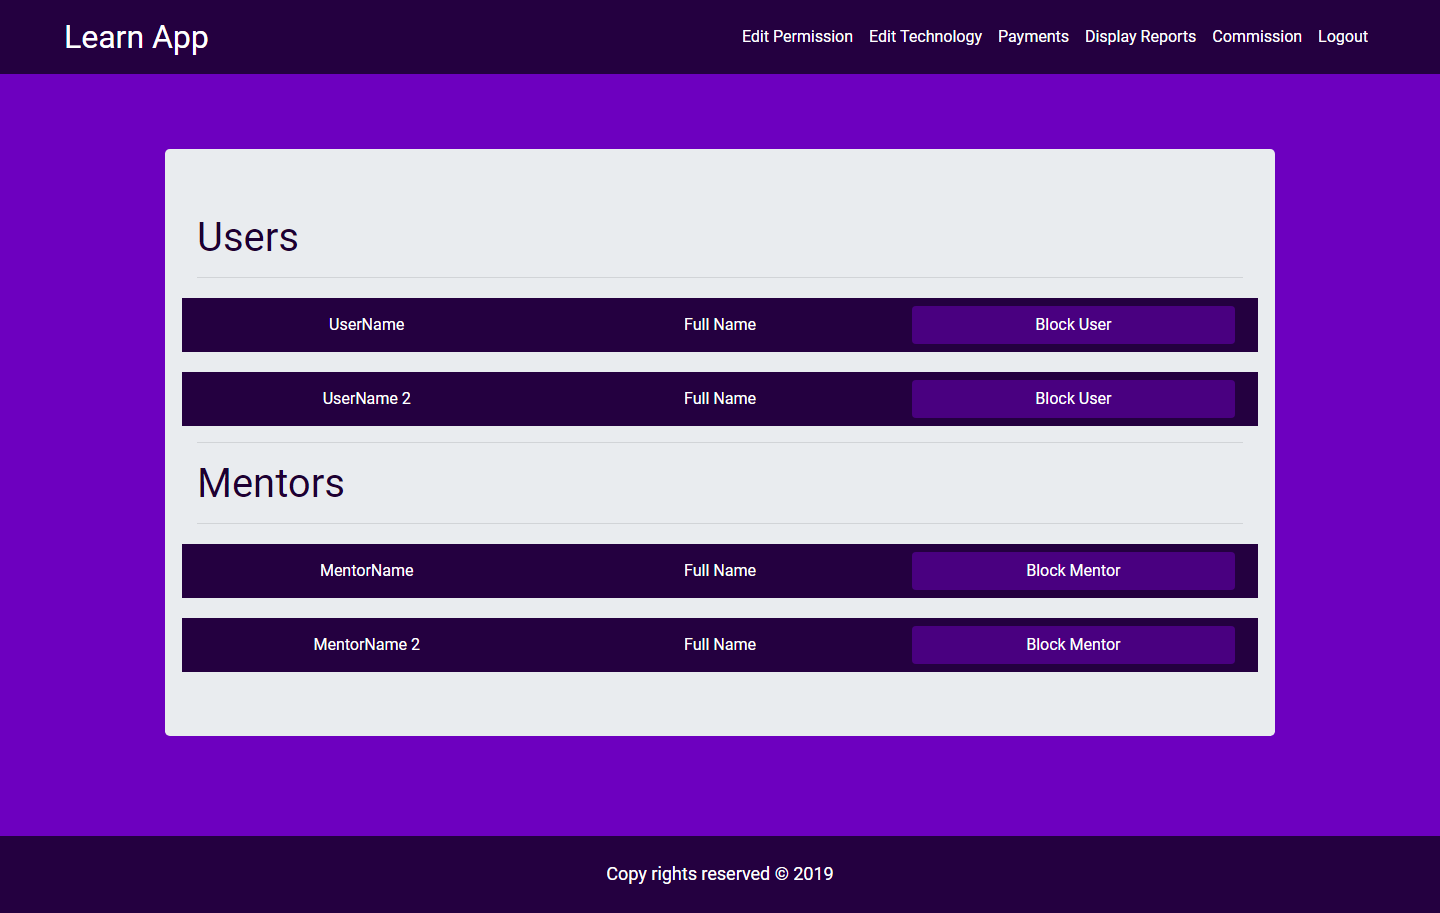 Learn App
Edit Permission Edit Technology Payments Display Reports Commission Logout
Users
UserName Full Name Block User
UserName 2 Full Name Block User
Mentors
MentorName Full Name Block Mentor
MentorName 2 Full Name Block Mentor
Copy rights reserved © 2019